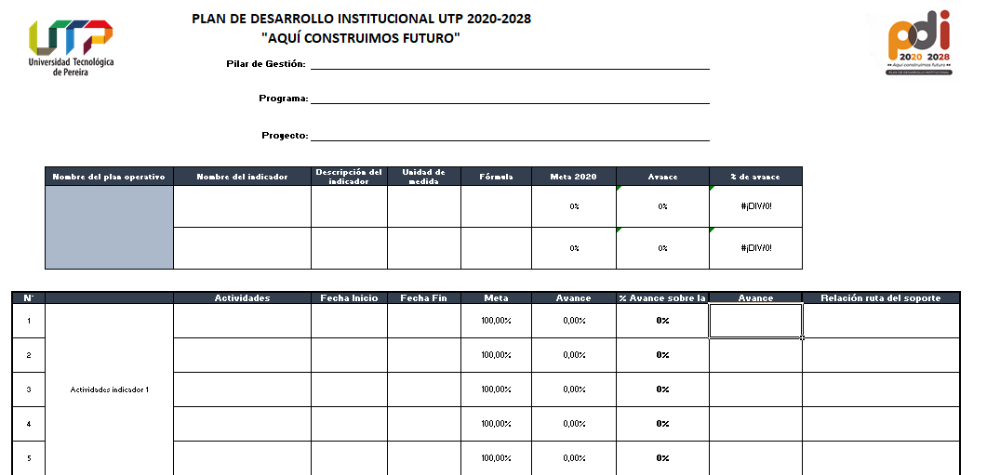 PLAN DE DESARROLLO INSTITUCIONAL UTP 2020-2028
"AQUÍ CONSTRUIMOS FUTURO"
UTP
Universidad Tecnológica
de Pereira
pdi
2020 2028
Aquí construimos futuro
PLAN DE DESARROLLO INSTITUCIONAL
Pilar de Gestión:
Programa:
Proyecto:
Nombre del plan operativo Nombre del indicador Descripción del indicador Unidad de medida Fórmula Meta 2020 Avance % de avance
0% 0% #¡DIV/0!
0% 0% #¡DIV/0!
N° Actividades Fecha Inicio Fecha Fin Meta Avance % Avance sobre la Avance Relación ruta del soporte
1 100,00% 0,00% 0%
2 100,00% 0,00% 0%
3 Actividades indicador 1 100,00% 0,00% 0%
4 100,00% 0,00% 0%
5 100,00% 0,00% 0%